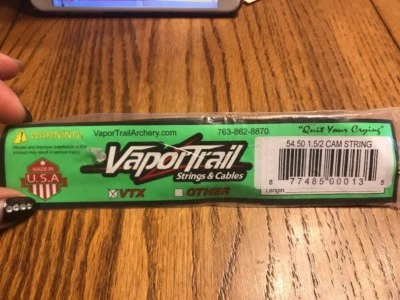 WARNING:
VaporTrailArchery.com
763-862-8870
"Quit Your Crying"
MADE IN
U.S.A
VaporTrail
Strings & Cables
VTX
OTHER
54.50 1.5/2 CAM STRING
8 77485 00013 5
Length